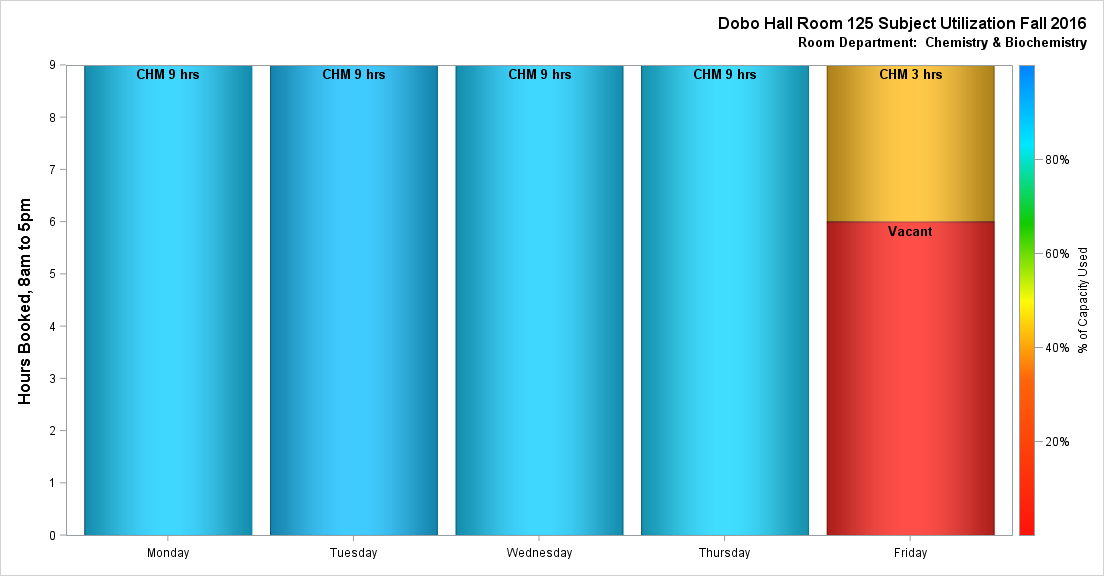 Dobo Hall Room 125 Subject Utilization Fall 2016
Room Department:  Chemistry & Biochemistry
Hours Booked, 8am to 5pm
9
8
7
6
5
4
3
2
1
0
CHM 9 hrs
CHM 9 hrs
CHM 9 hrs
CHM 9 hrs
CHM 3 hrs
Vacant
Monday
Tuesday
Wednesday
Thursday
Friday
80%
60%
40%
20%
% of Capacity Used